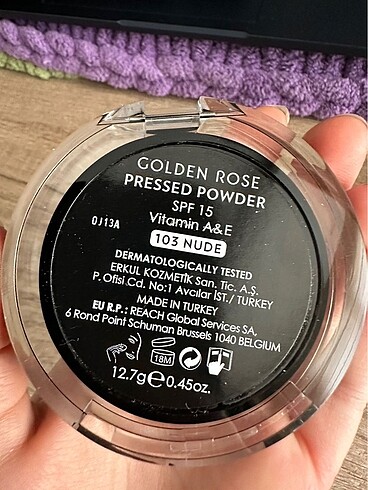 GOLDEN ROSE
PRESSED POWDER
SPF 15
Vitamin A&E
0J13A
103 NUDE
DERMATOLOGICALLY TESTED
ERKUL KOZMETİK San. Tic. A.Ş.
P. Ofisi Cd. No:1 Avcılar İST./ TURKEY
MADE IN TURKEY
EU R.P.: REACH Global Services SA,
6 Rond Point Schuman Brussels 1040 BELGIUM
18M
12.7g℮0.45oz.